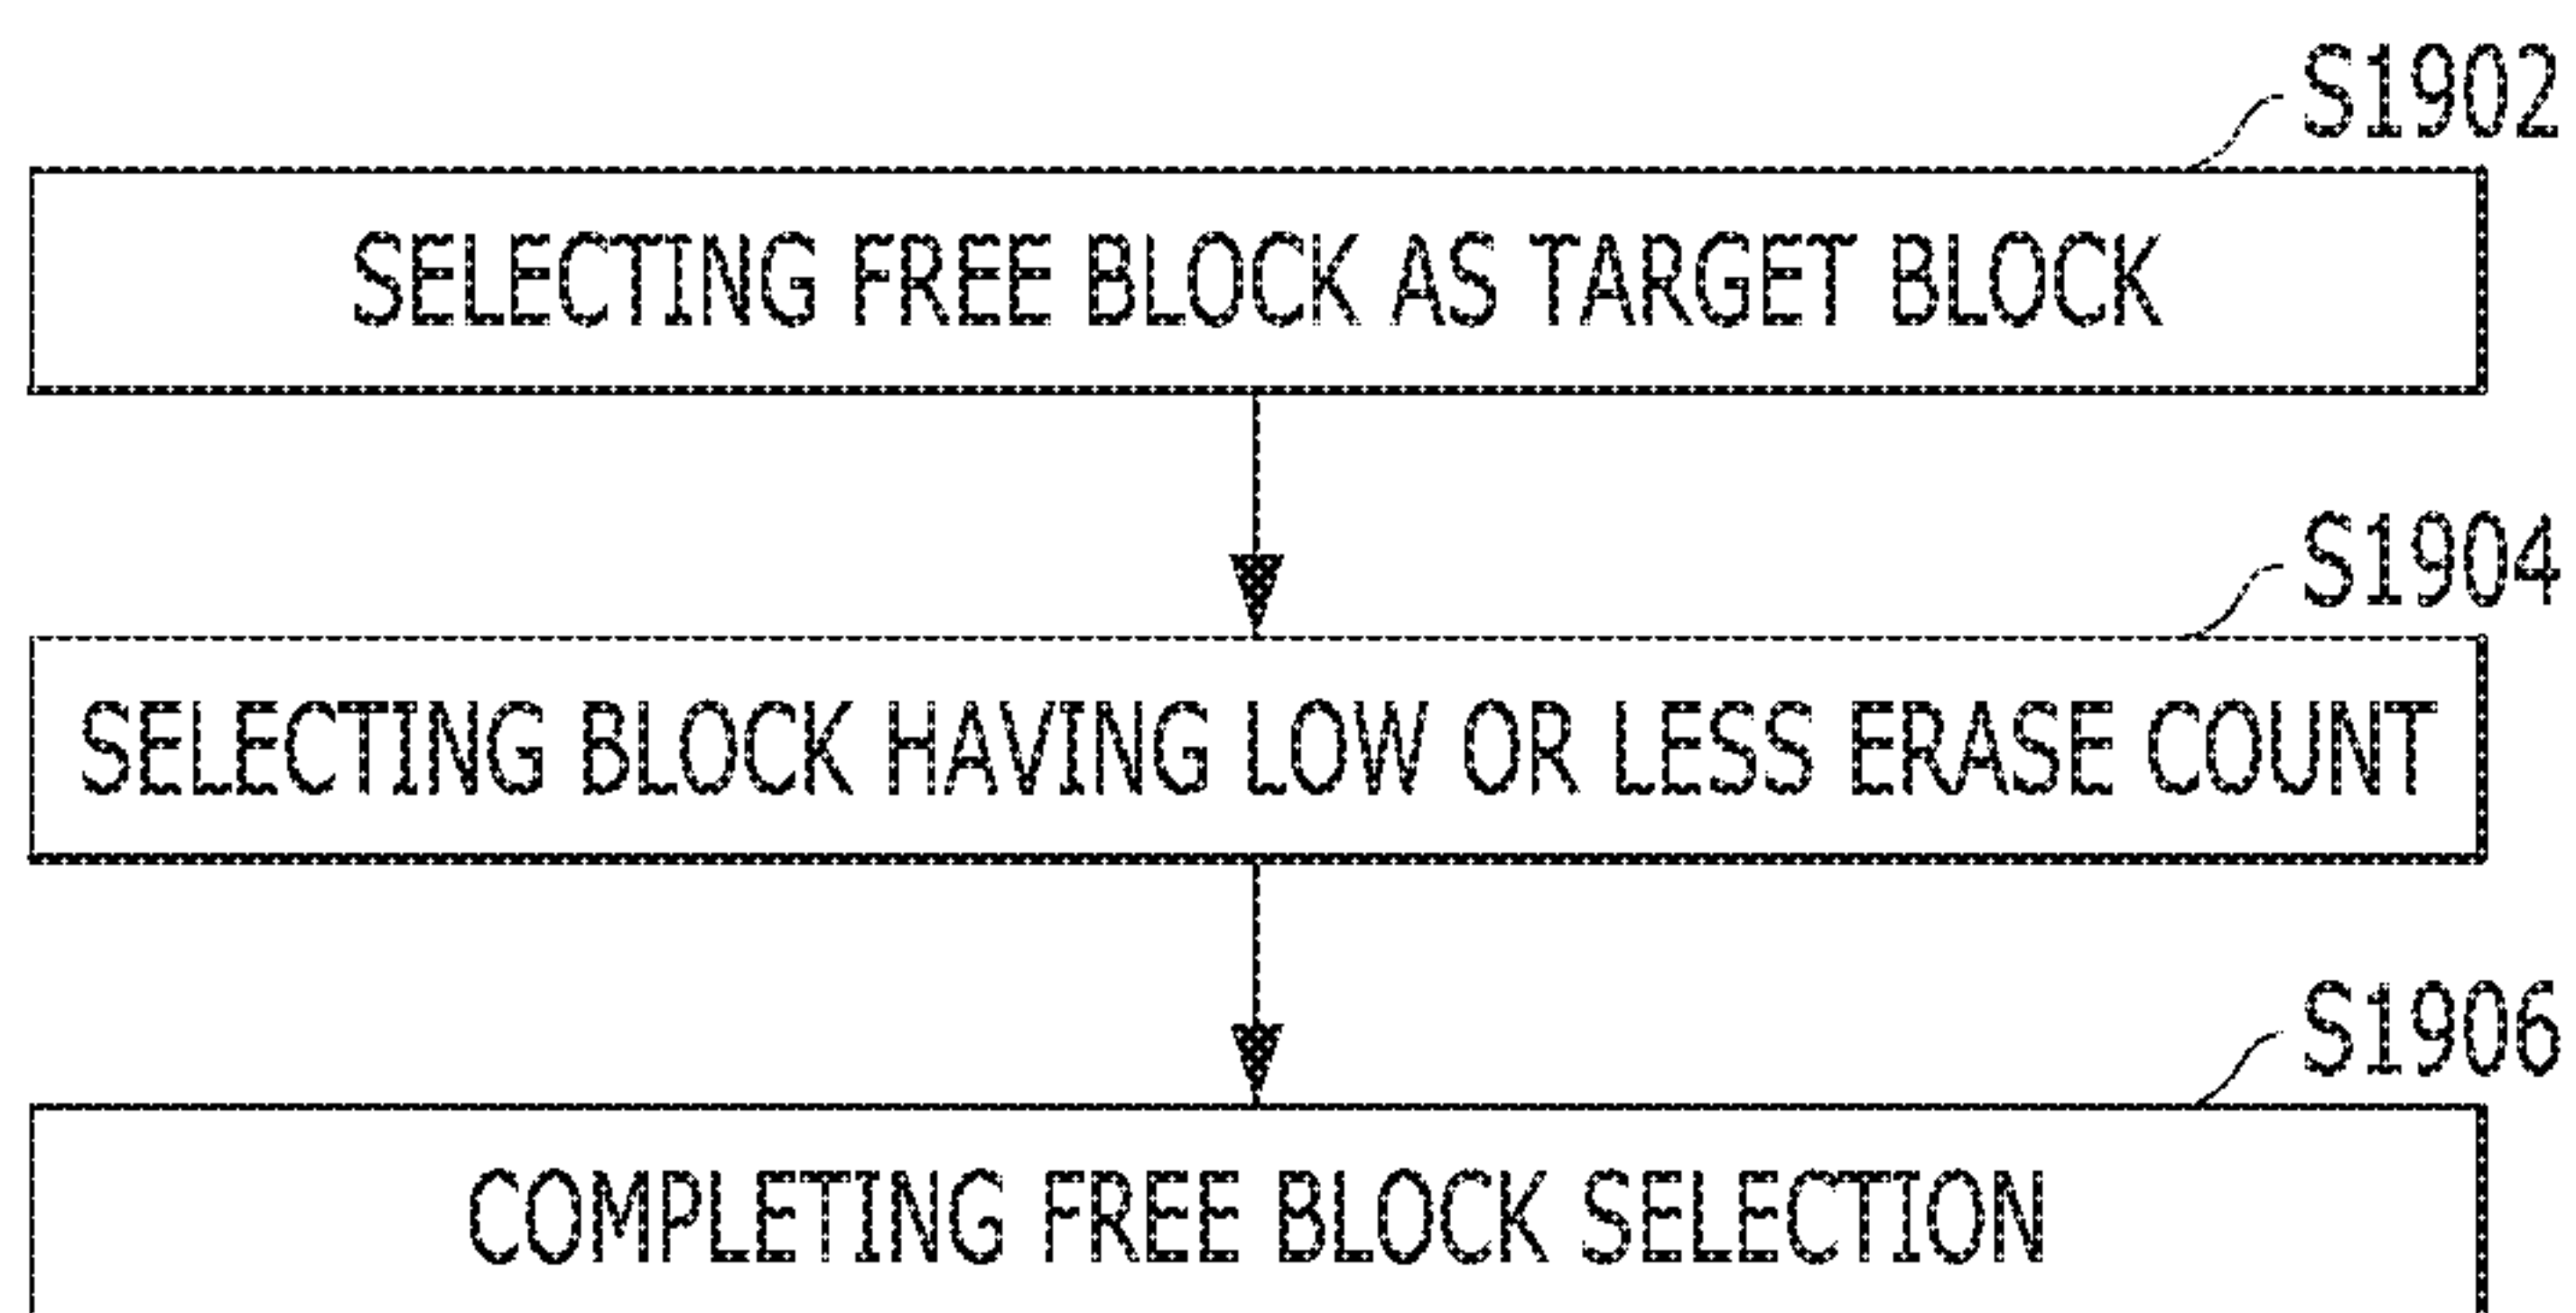 S1902
SELECTING FREE BLOCK AS TARGET BLOCK
S1904
SELECTING BLOCK HAVING LOW OR LESS ERASE COUNT
S1906
COMPLETING FREE BLOCK SELECTION